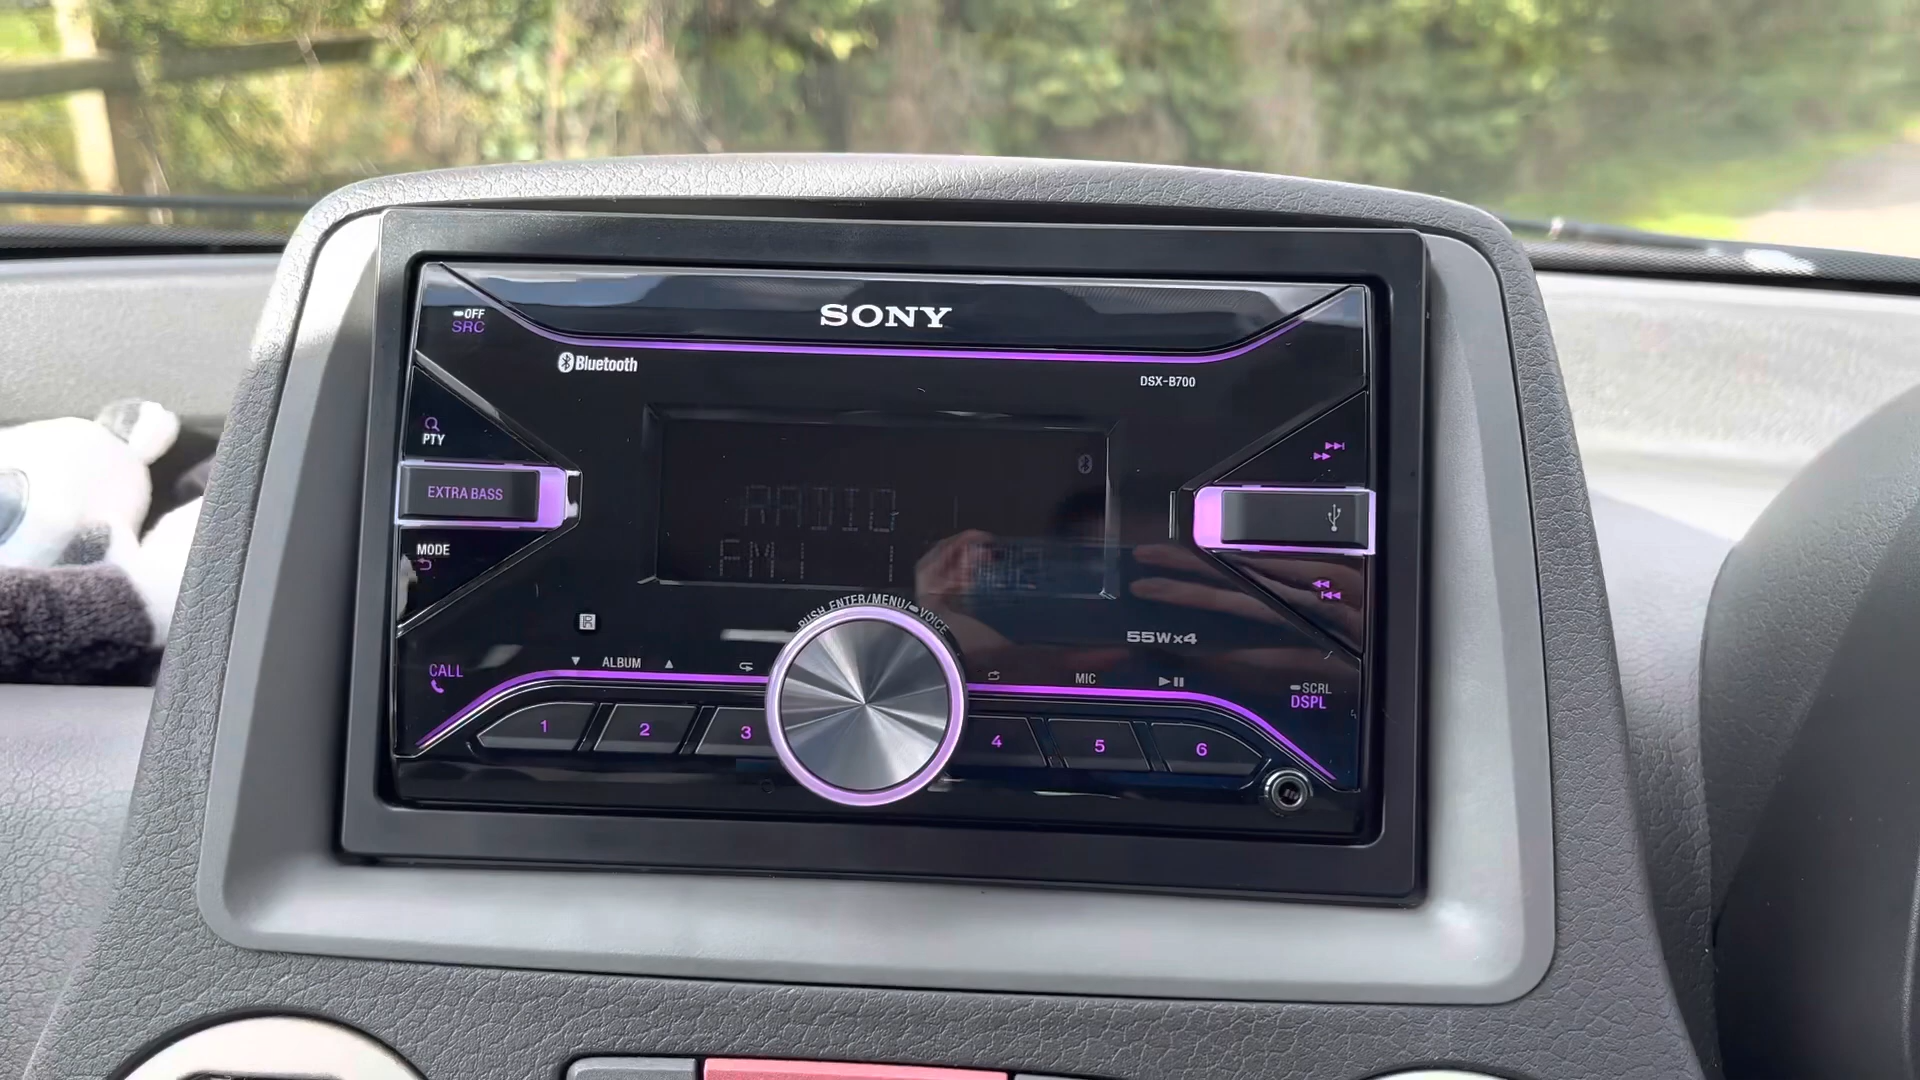 SONY
OFF
SRC
Bluetooth
DSX-B700
PTY
EXTRA BASS
RADIO
FM1 1
MODE
PUSH ENTER/MENU/ VOICE
55Wx4
CALL
ALBUM
MIC
SCRL
DSPL
1
2
3
4
5
6